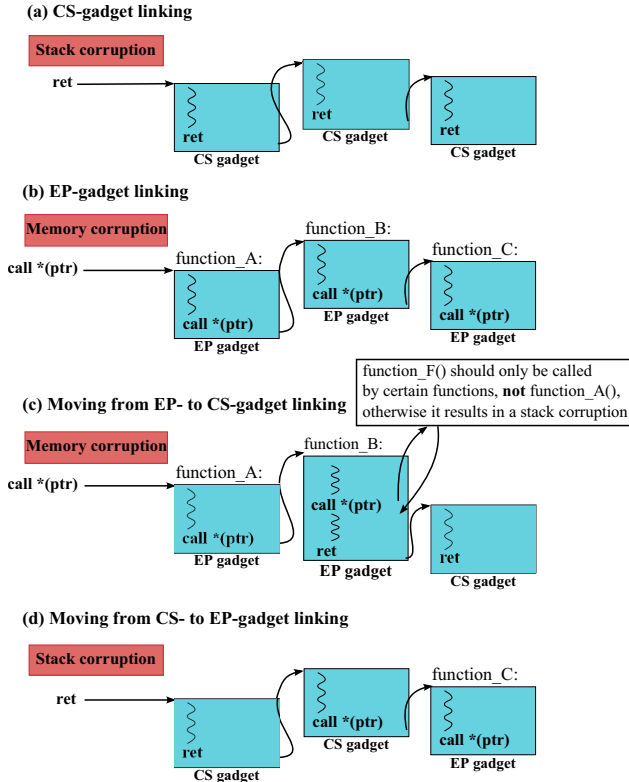 (a) CS-gadget linking
Stack corruption
ret
ret
CS gadget
ret
CS gadget
ret
CS gadget
(b) EP-gadget linking
Memory corruption
call *(ptr)
function_A:
call *(ptr)
EP gadget
function_B:
call *(ptr)
EP gadget
function_C:
call *(ptr)
EP gadget
function_F() should only be called
by certain functions, not function_A(),
otherwise it results in a stack corruption
(c) Moving from EP- to CS-gadget linking
Memory corruption
call *(ptr)
function_A:
call *(ptr)
EP gadget
function_B:
call *(ptr)
ret
EP gadget
ret
CS gadget
(d) Moving from CS- to EP-gadget linking
Stack corruption
ret
ret
CS gadget
call *(ptr)
CS gadget
function_C:
call *(ptr)
EP gadget